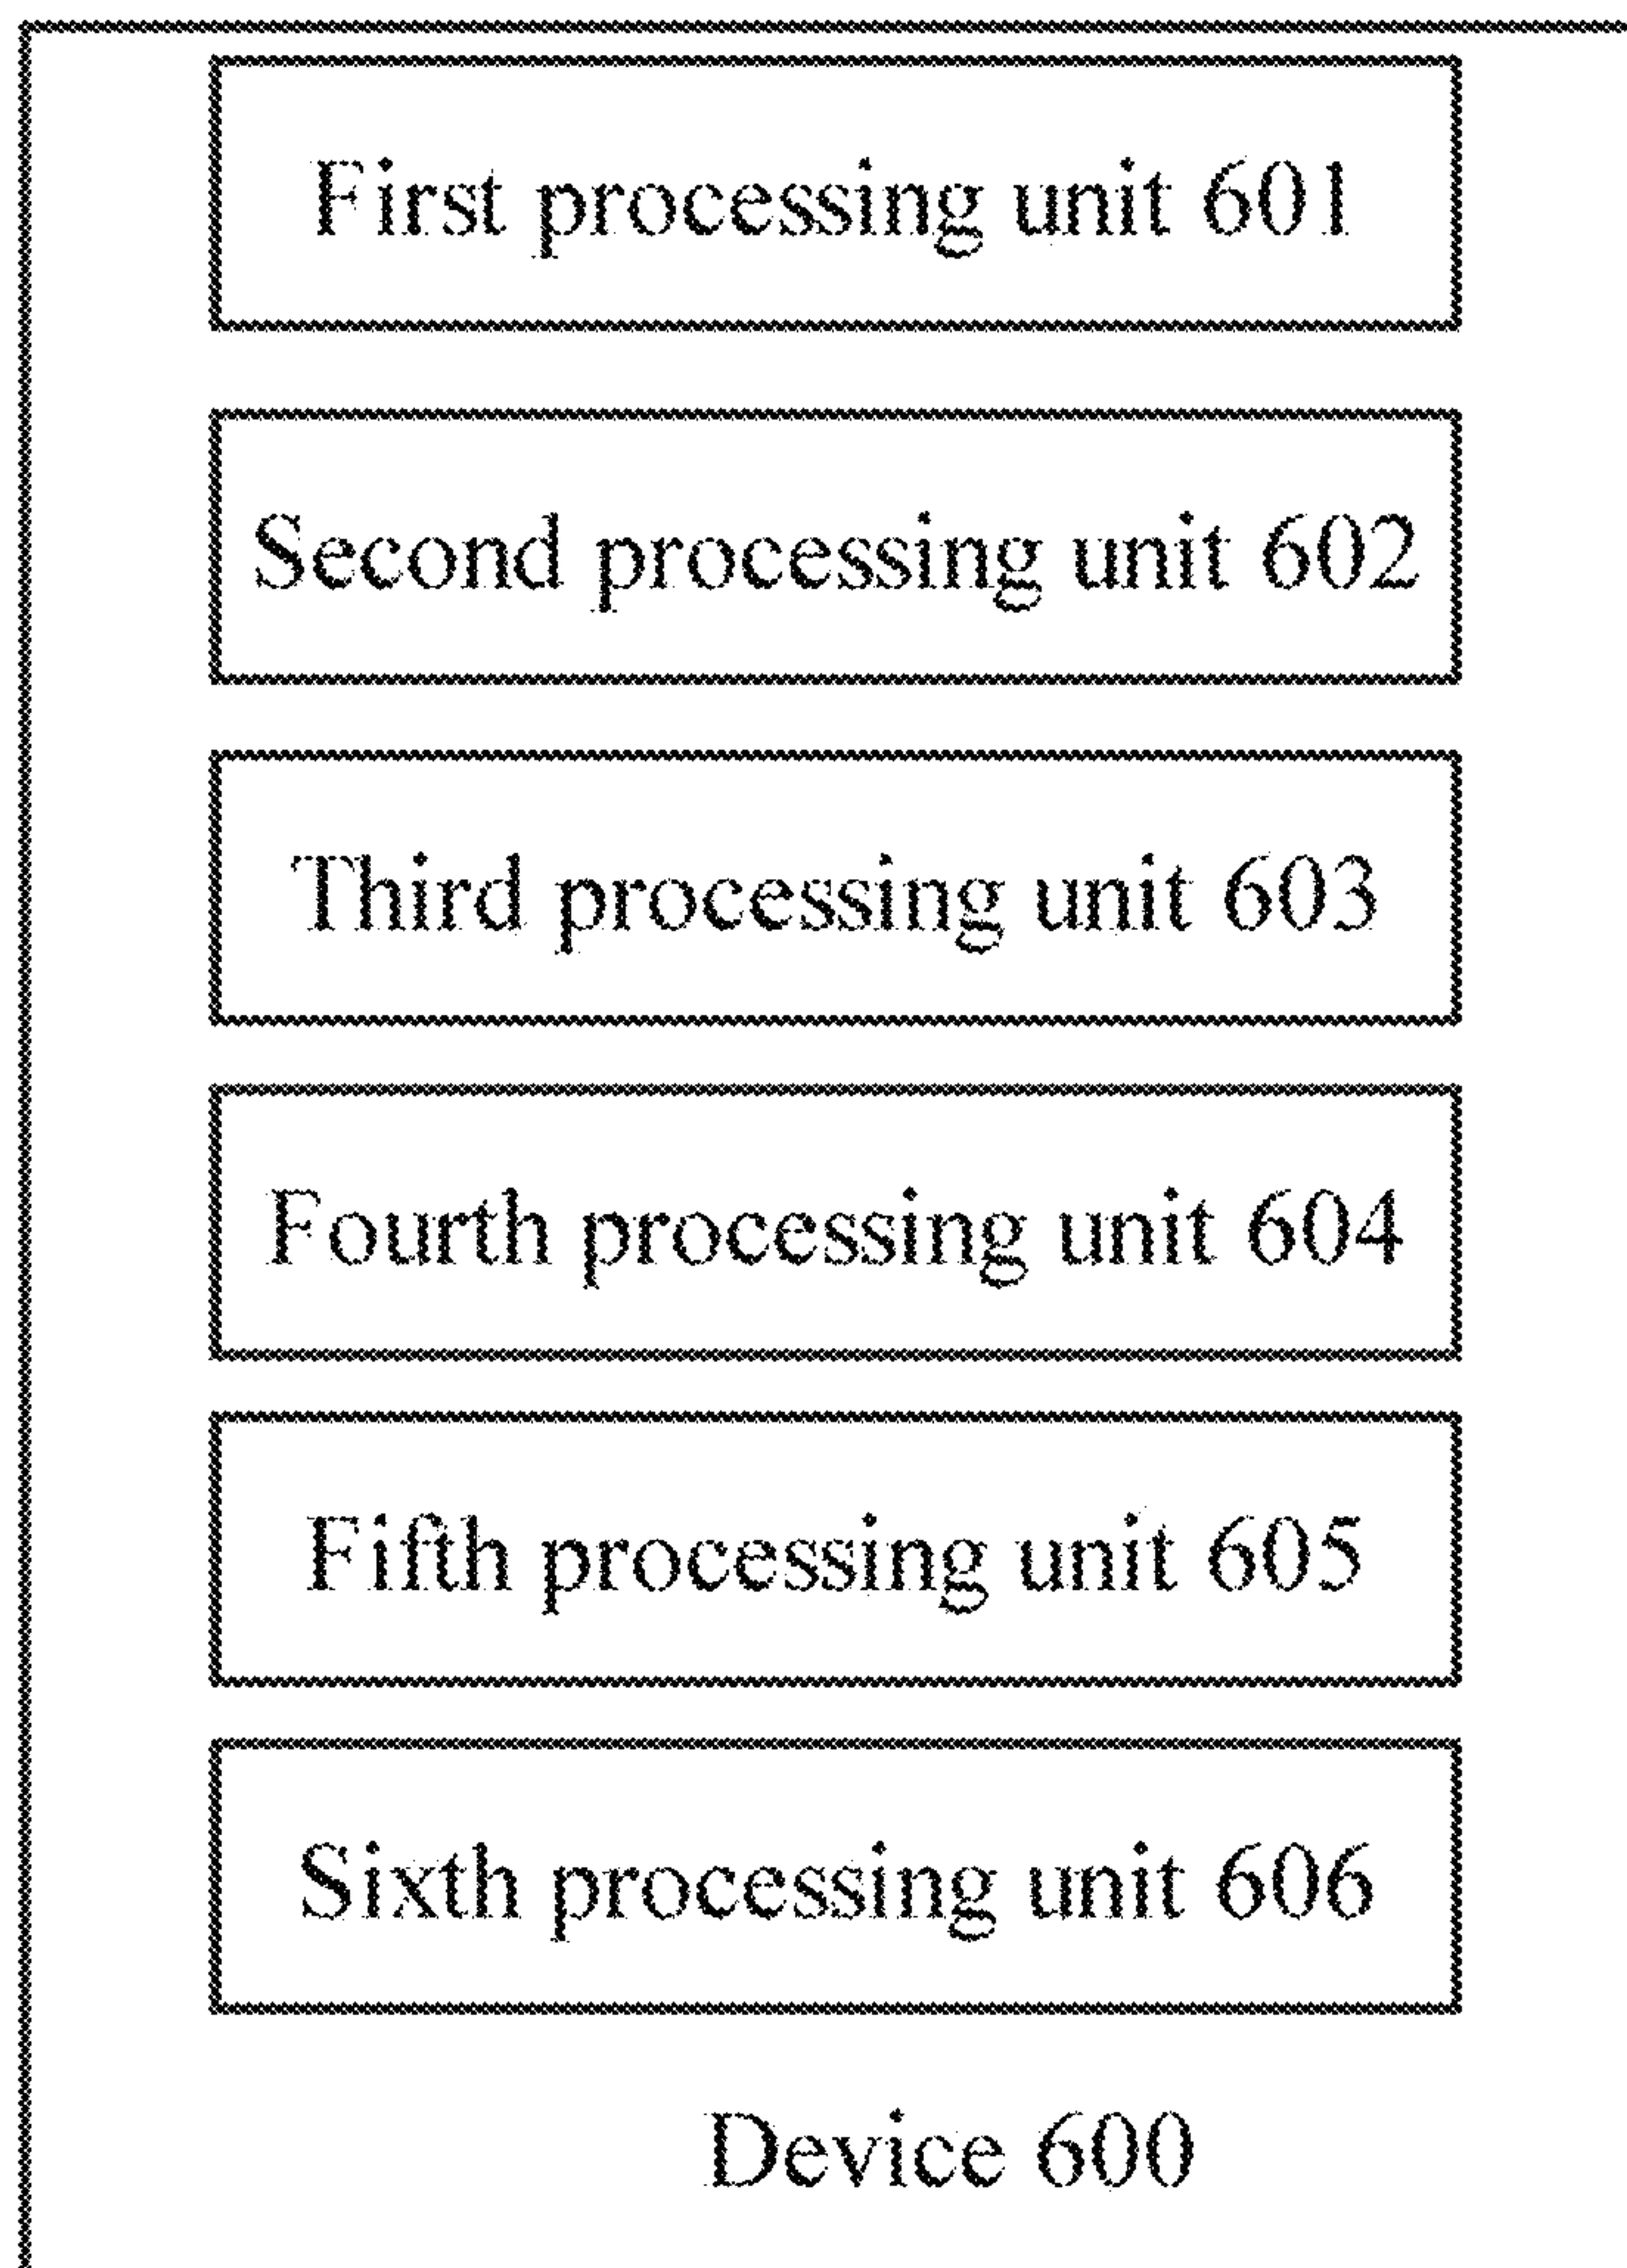 First processing unit 601
Second processing unit 602
Third processing unit 603
Fourth processing unit 604
Fifth processing unit 605
Sixth processing unit 606
Device 600